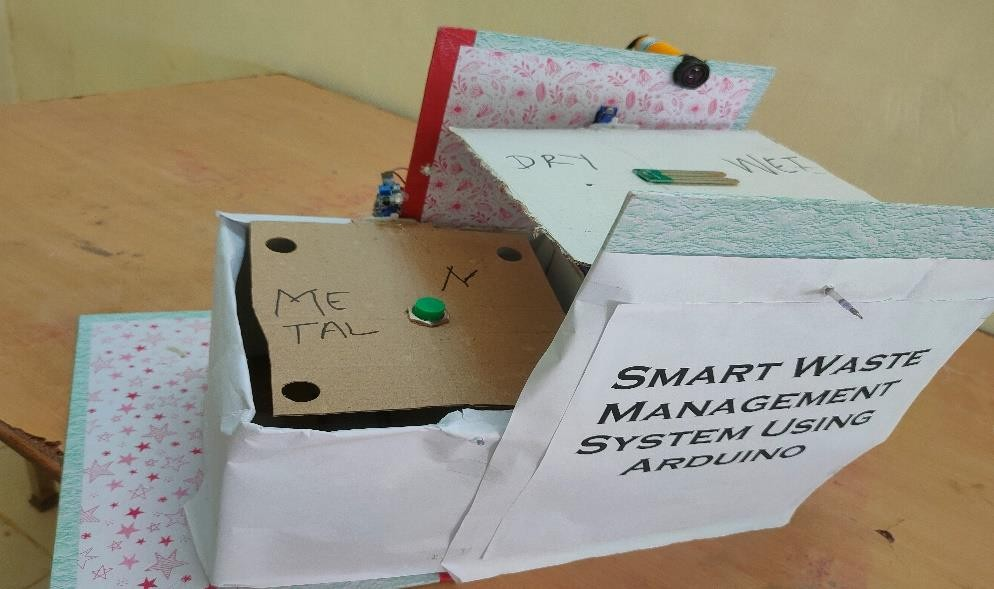 DRY WET
ME N
TAL
SMART WASTE
MANAGEMENT
SYSTEM USING
ARDUINO